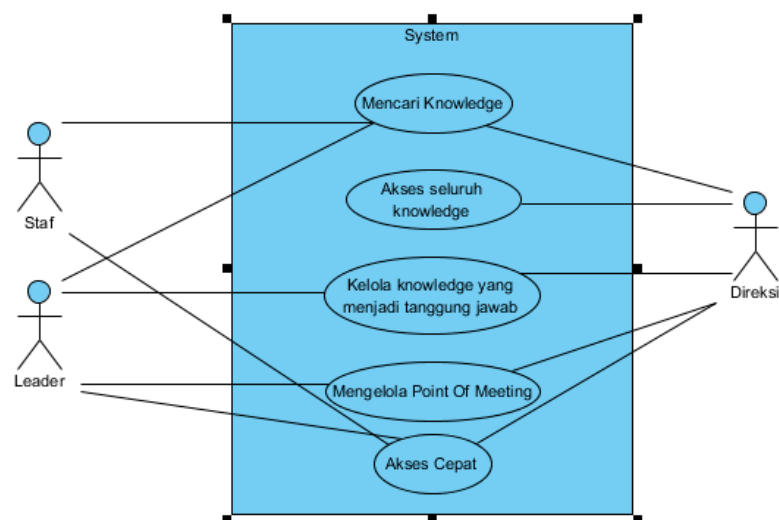 System
Mencari Knowledge
Akses seluruh
knowledge
Staf
Kelola knowledge yang
menjadi tanggung jawab
Direksi
Leader
Mengelola Point Of Meeting
Akses Cepat